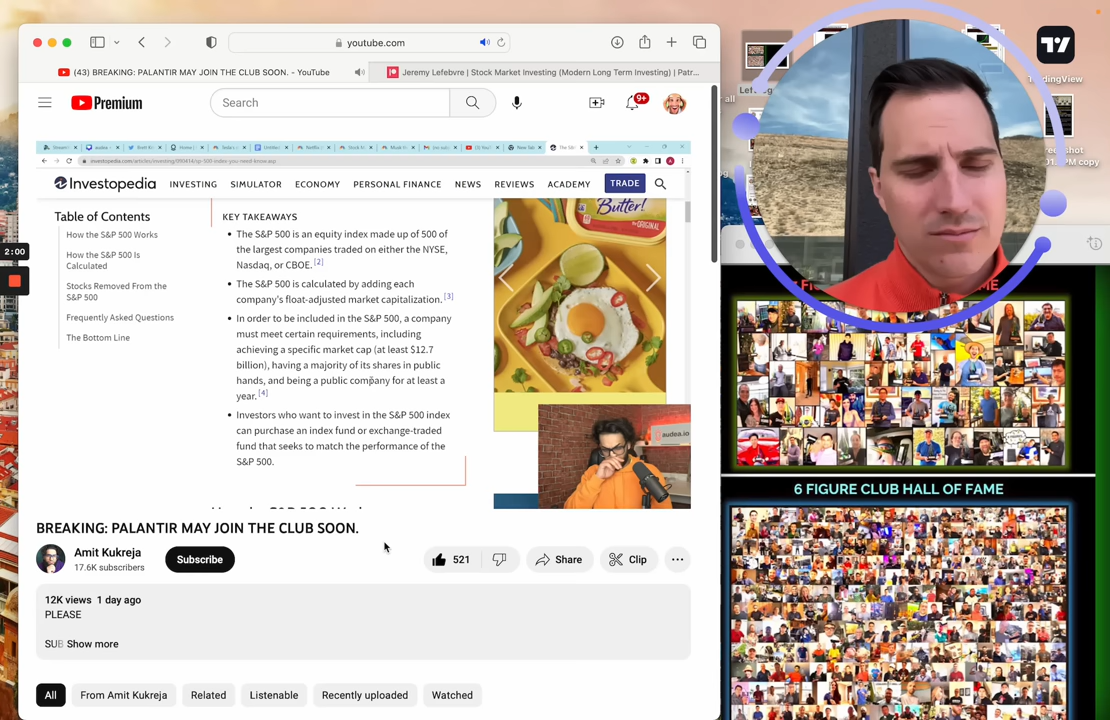 youtube.com
(43) BREAKING: PALANTIR MAY JOIN THE CLUB SOON. - YouTube
Jeremy Lefebvre | Stock Market Investing (Modern Long Term Investing) | Patr...
Premium
Search
9+
TradingView
2:00
Investopedia
INVESTING
SIMULATOR
ECONOMY
PERSONAL FINANCE
NEWS
REVIEWS
ACADEMY
TRADE
Table of Contents
How the S&P 500 Works
How the S&P 500 Is
Calculated
Stocks Removed From the
S&P 500
Frequently Asked Questions
The Bottom Line
KEY TAKEAWAYS
The S&P 500 is an equity index made up of 500 of
the largest companies traded on either the NYSE,
Nasdaq, or CBOE. [2]
The S&P 500 is calculated by adding each
company's float-adjusted market capitalization. [3]
In order to be included in the S&P 500, a company
must meet certain requirements, including
achieving a specific market cap (at least $12.7
billion), having a majority of its shares in public
hands, and being a public company for at least a
year. [4]
Investors who want to invest in the S&P 500 index
can purchase an index fund or exchange-traded
fund that seeks to match the performance of the
S&P 500.
Butter!
ORIGINAL
audea.io
BREAKING: PALANTIR MAY JOIN THE CLUB SOON.
Amit Kukreja
17.6K subscribers
Subscribe
521
Share
Clip
12K views 1 day ago
PLEASE
SUB Show more
All
From Amit Kukreja
Related
Listenable
Recently uploaded
Watched
6 FIGURE CLUB HALL OF FAME